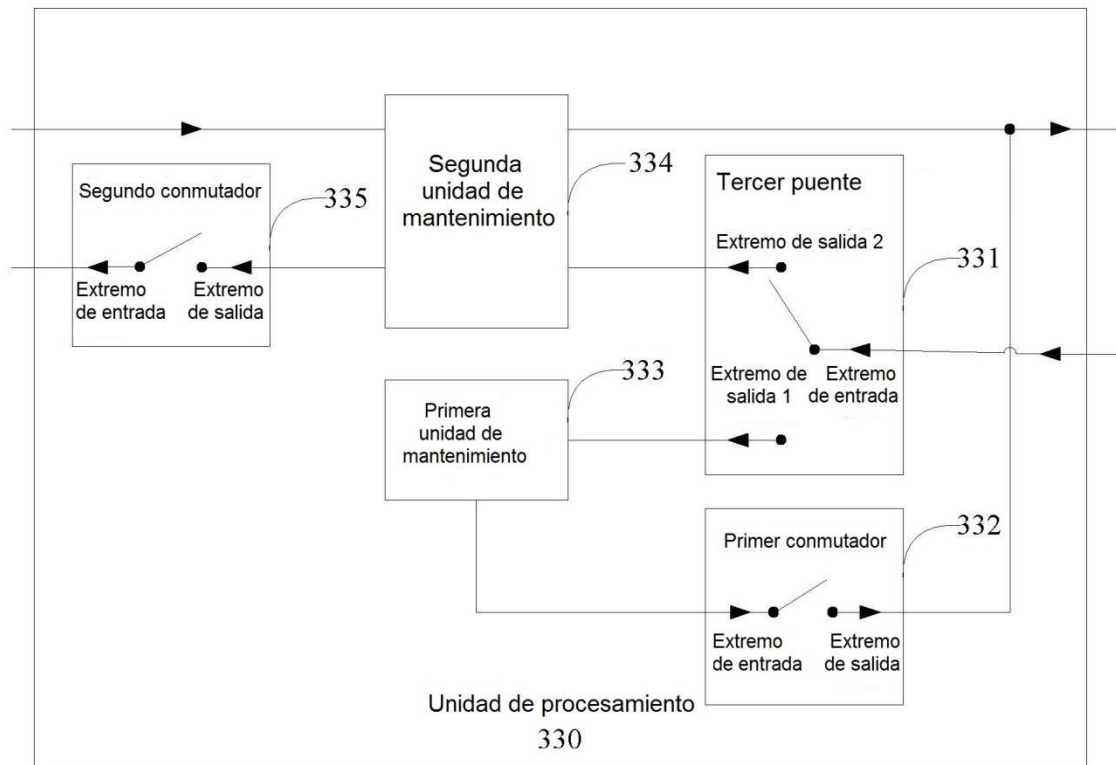 Segunda
unidad de
mantenimiento
334
Tercer puente
Segundo conmutador
335
Extremo de salida 2
331
Extremo
de entrada
Extremo
de salida
333
Extremo de
salida 1
Extremo
de entrada
Primera
unidad de
mantenimiento
332
Primer conmutador
Extremo
de entrada
Extremo
de salida
Unidad de procesamiento
330